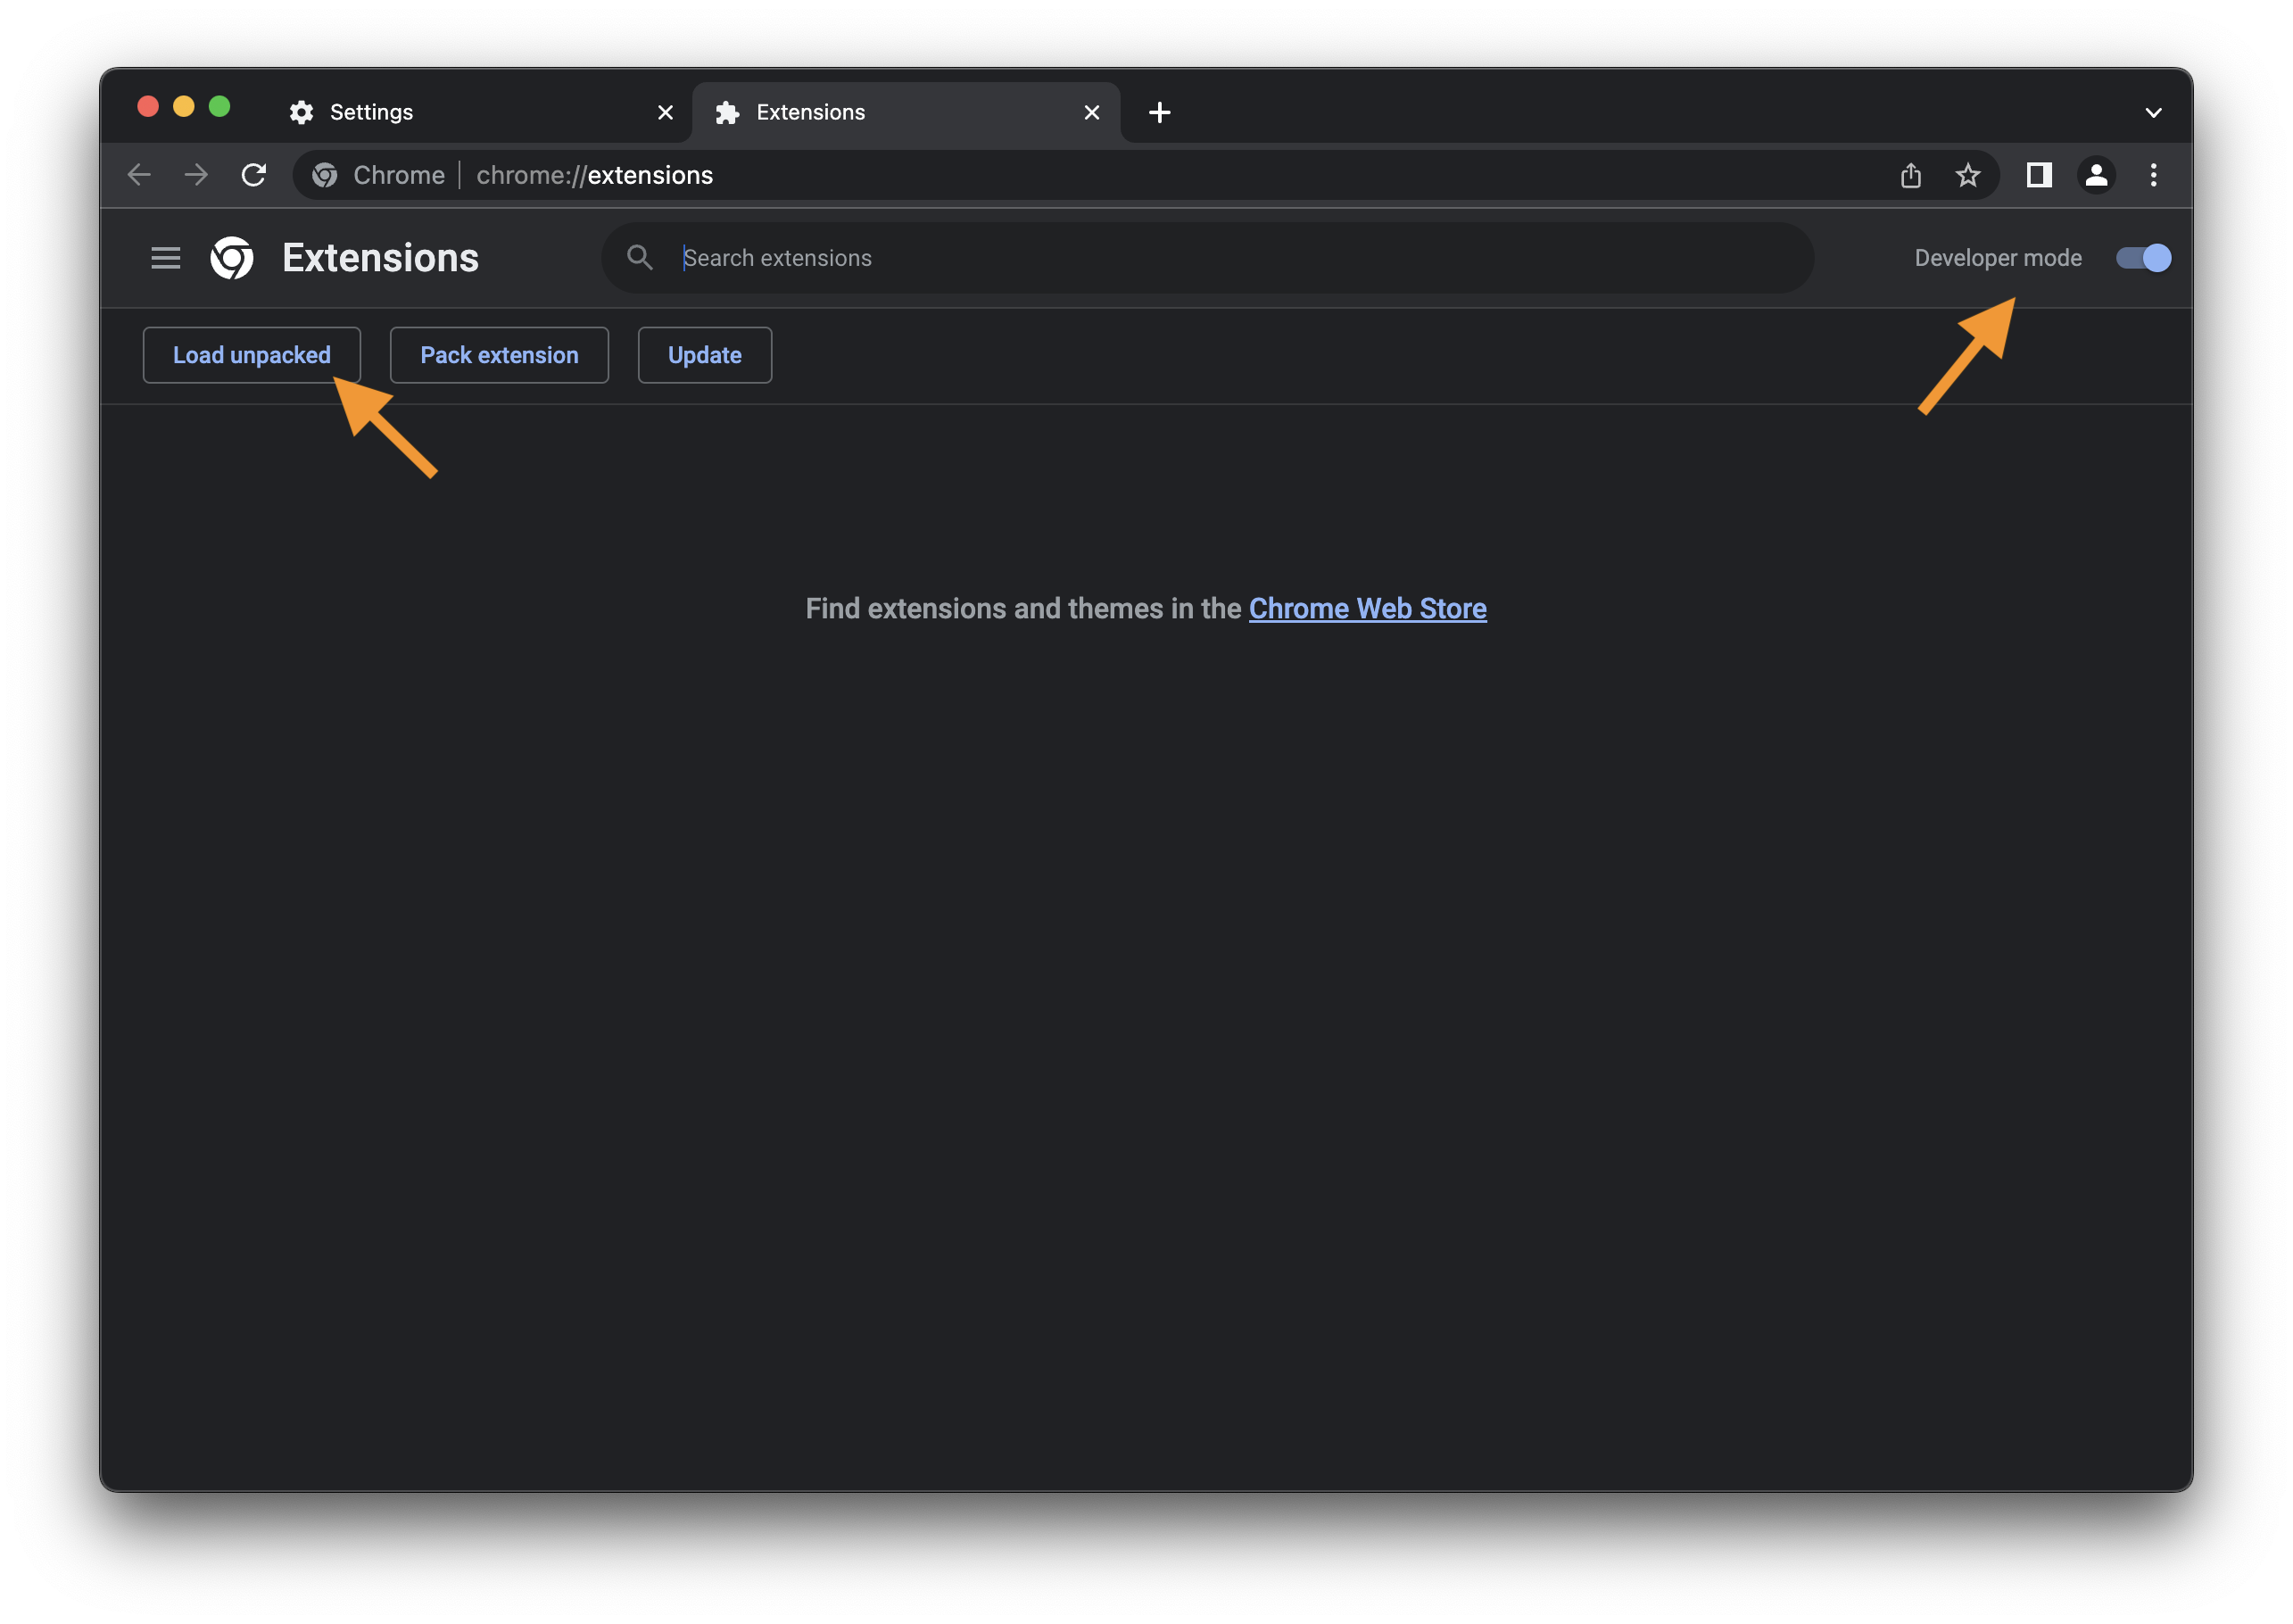 Settings
Extensions
Chrome
chrome://extensions
Extensions
Search extensions
Developer mode
Load unpacked
Pack extension
Update
Find extensions and themes in the Chrome Web Store